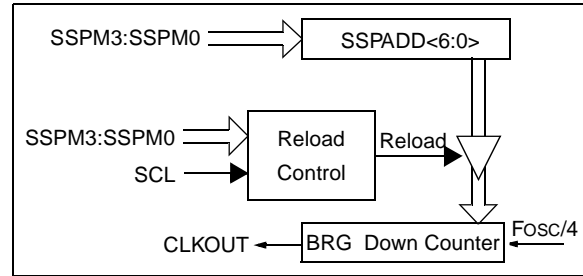 SSPM3:SSPM0
SSPADD<6:0>
SSPM3:SSPM0
Reload
Control
Reload
SCL
CLKOUT
BRG Down Counter
FOSC/4